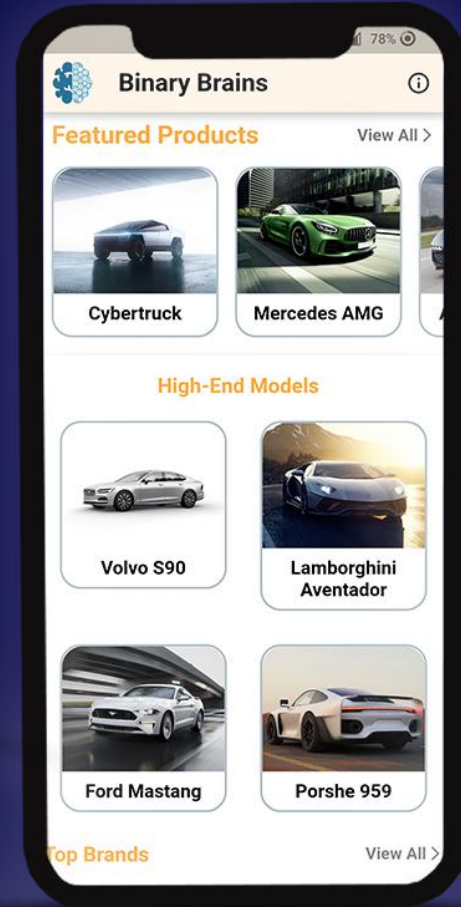 78%
Binary Brains
Featured Products
View All >
Cybertruck
Mercedes AMG
High-End Models
Volvo S90
Lamborghini
Aventador
Ford Mastang
Porshe 959
Top Brands
View All >